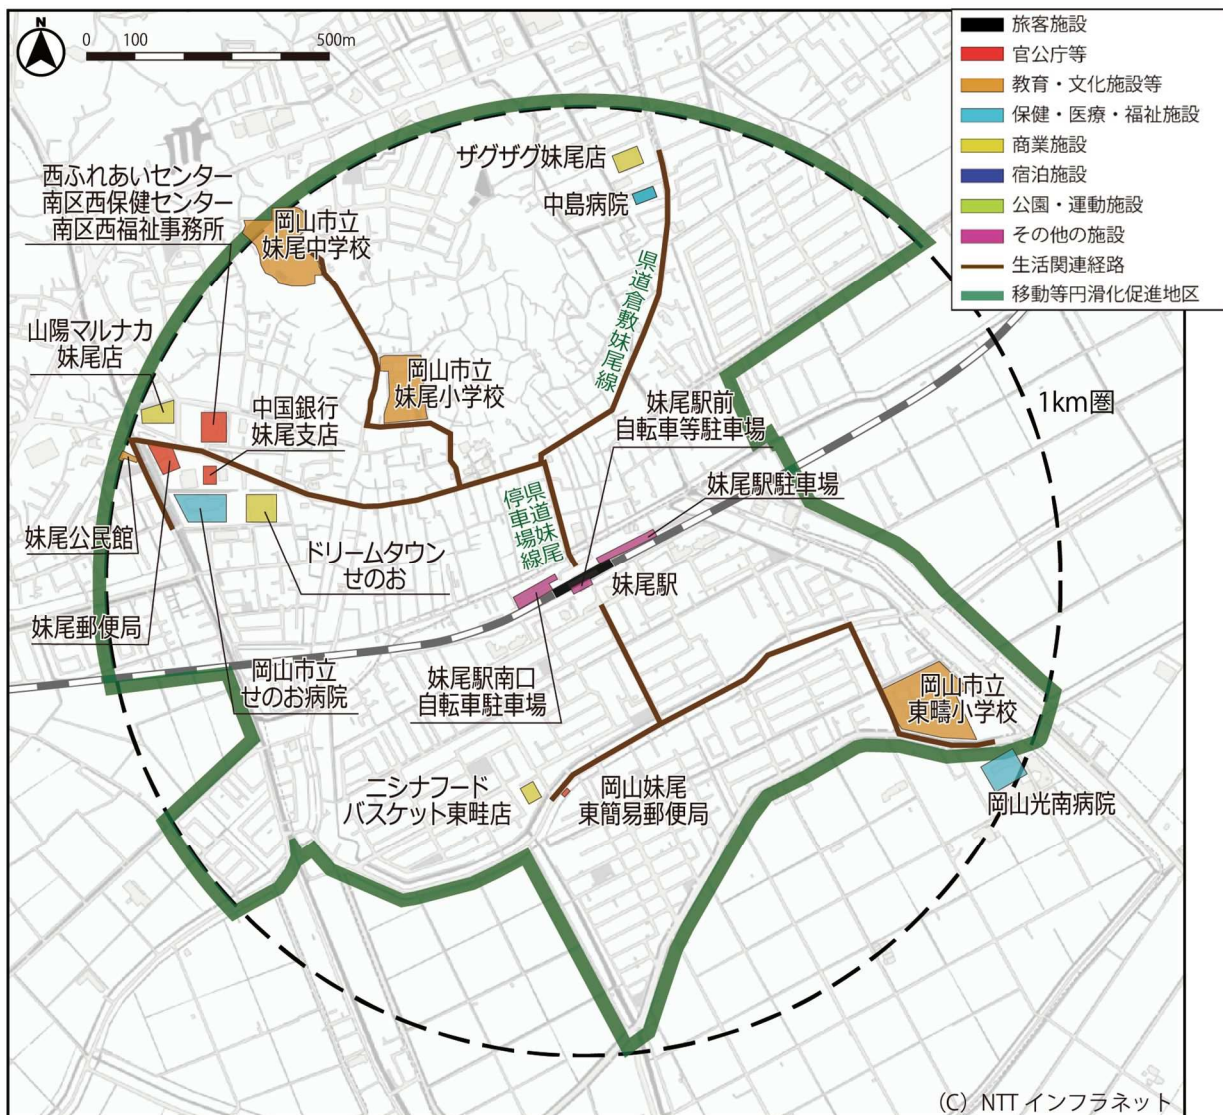 N
0 100 500m
旅客施設
官公庁等
教育・文化施設等
保健・医療・福祉施設
商業施設
宿泊施設
公園・運動施設
その他の施設
生活関連経路
移動等円滑化促進地区
ザグザグ妹尾店
中島病院
西ふれあいセンター
南区西保健センター
南区西福祉事務所
岡山市立
妹尾中学校
県道倉敷妹尾線
山陽マルナカ
妹尾店
岡山市立
妹尾小学校
中国銀行
妹尾支店
妹尾駅前
自転車等駐車場
1km圏
妹尾駅駐車場
県道妹尾
停車場線
妹尾公民館
ドリームタウン
せのお
妹尾駅
妹尾郵便局
岡山市立
せのお病院
妹尾駅南口
自転車駐車場
岡山市立
東疇小学校
ニシナフード
バスケット東畦店
岡山妹尾
東簡易郵便局
岡山光南病院
(C) NTT インフラネット